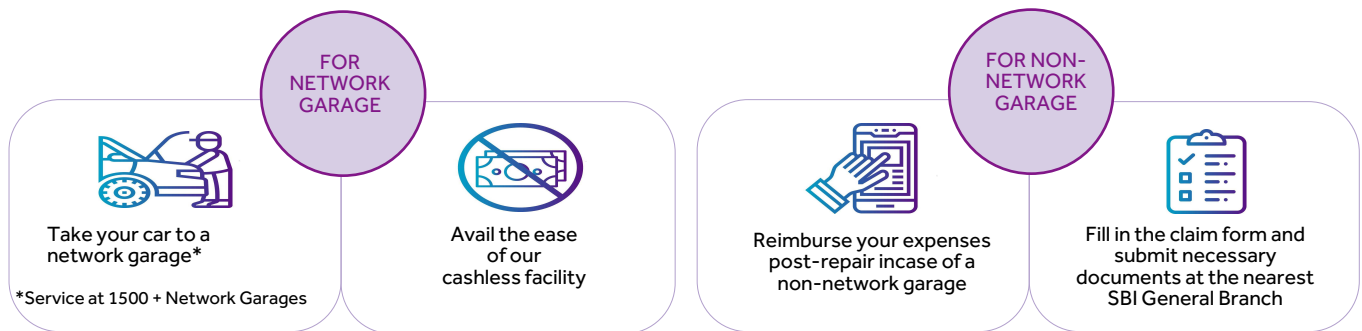 FOR
NETWORK
GARAGE
Take your car to a
network garage*
*Service at 1500 + Network Garages
Avail the ease
of our
cashless facility
FOR NON-
NETWORK
GARAGE
Reimburse your expenses
post-repair incase of a
non-network garage
Fill in the claim form and
submit necessary
documents at the nearest
SBI General Branch